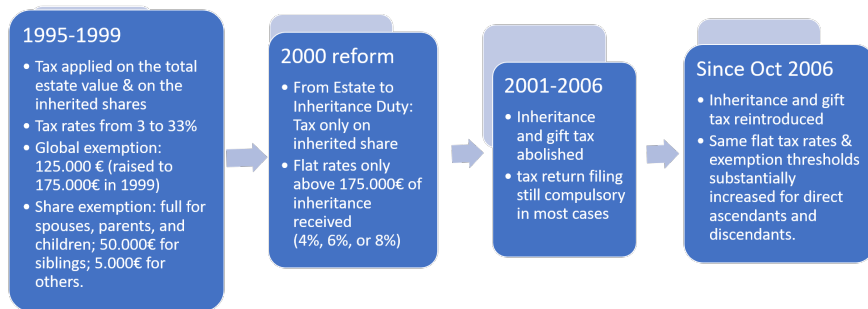 1995-1999
• Tax applied on the total
estate value & on the
inherited shares
• Tax rates from 3 to 33%
• Global exemption:
125.000 € (raised to
175.000€ in 1999)
• Share exemption: full for
spouses, parents, and
children; 50.000€ for
siblings; 5.000€ for
others.
2000 reform
• From Estate to
Inheritance Duty:
Tax only on
inherited share
• Flat rates only
above 175.000€ of
inheritance
received
(4%, 6%, or 8%)
2001-2006
• Inheritance
and gift tax
abolished
• tax return filing
still compulsory
in most cases
Since Oct 2006
• Inheritance and gift
tax reintroduced
• Same flat tax rates &
exemption thresholds
substantially
increased for direct
ascendants and
discendants.